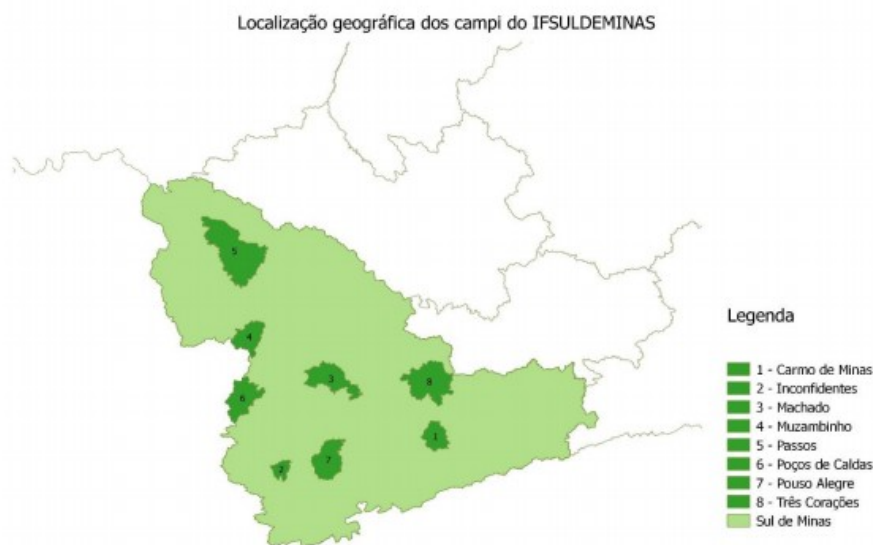 Localização geográfica dos campi do IFSULDEMINAS
5
4
3
8
6
1
7
2
Legenda
1 - Carmo de Minas
2 - Inconfidentes
3 - Machado
4 - Muzambinho
5 - Passos
6 - Poços de Caldas
7 - Pouso Alegre
8 - Três Corações
Sul de Minas